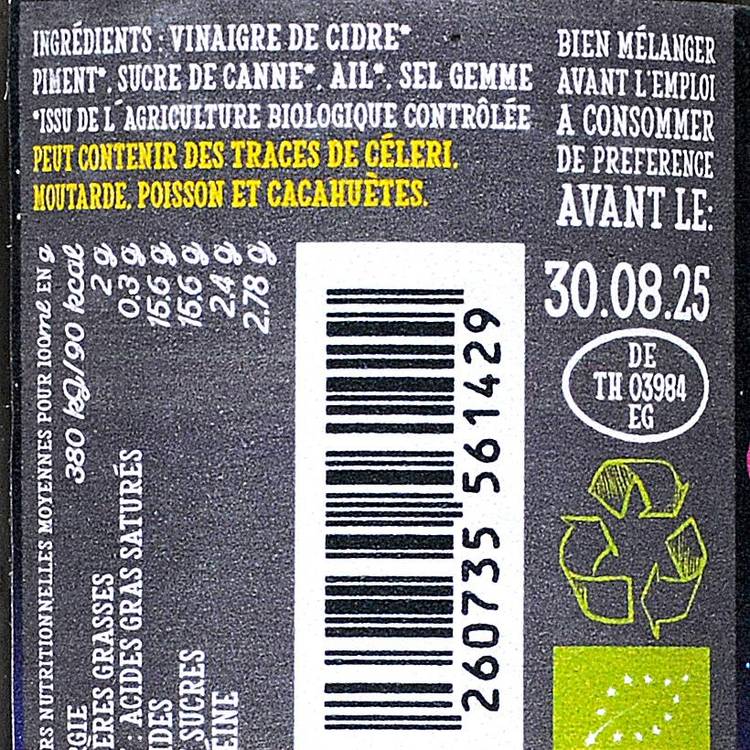 INGRÉDIENTS : VINAIGRE DE CIDRE*
PIMENT*, SUCRE DE CANNE*, AIL*, SEL GEMME
*ISSU DE L´AGRICULTURE BIOLOGIQUE CONTRÔLÉE
PEUT CONTENIR DES TRACES DE CÉLERI,
MOUTARDE, POISSON ET CACAHUÈTES.
BIEN MÉLANGER
AVANT L'EMPLOI
A CONSOMMER
DE PREFERENCE
AVANT LE:
30.08.25
DE
TH 03984
EG
NUTRITIONNELLES MOYENNES POUR 100ml EN g
380 kJ/90 kcal
GRASSES 2 g
: ACIDES GRAS SATURÉS 0.3 g
15.6 g
SUCRES 15.6 g
2.4 g
2.78 g
260735 561429